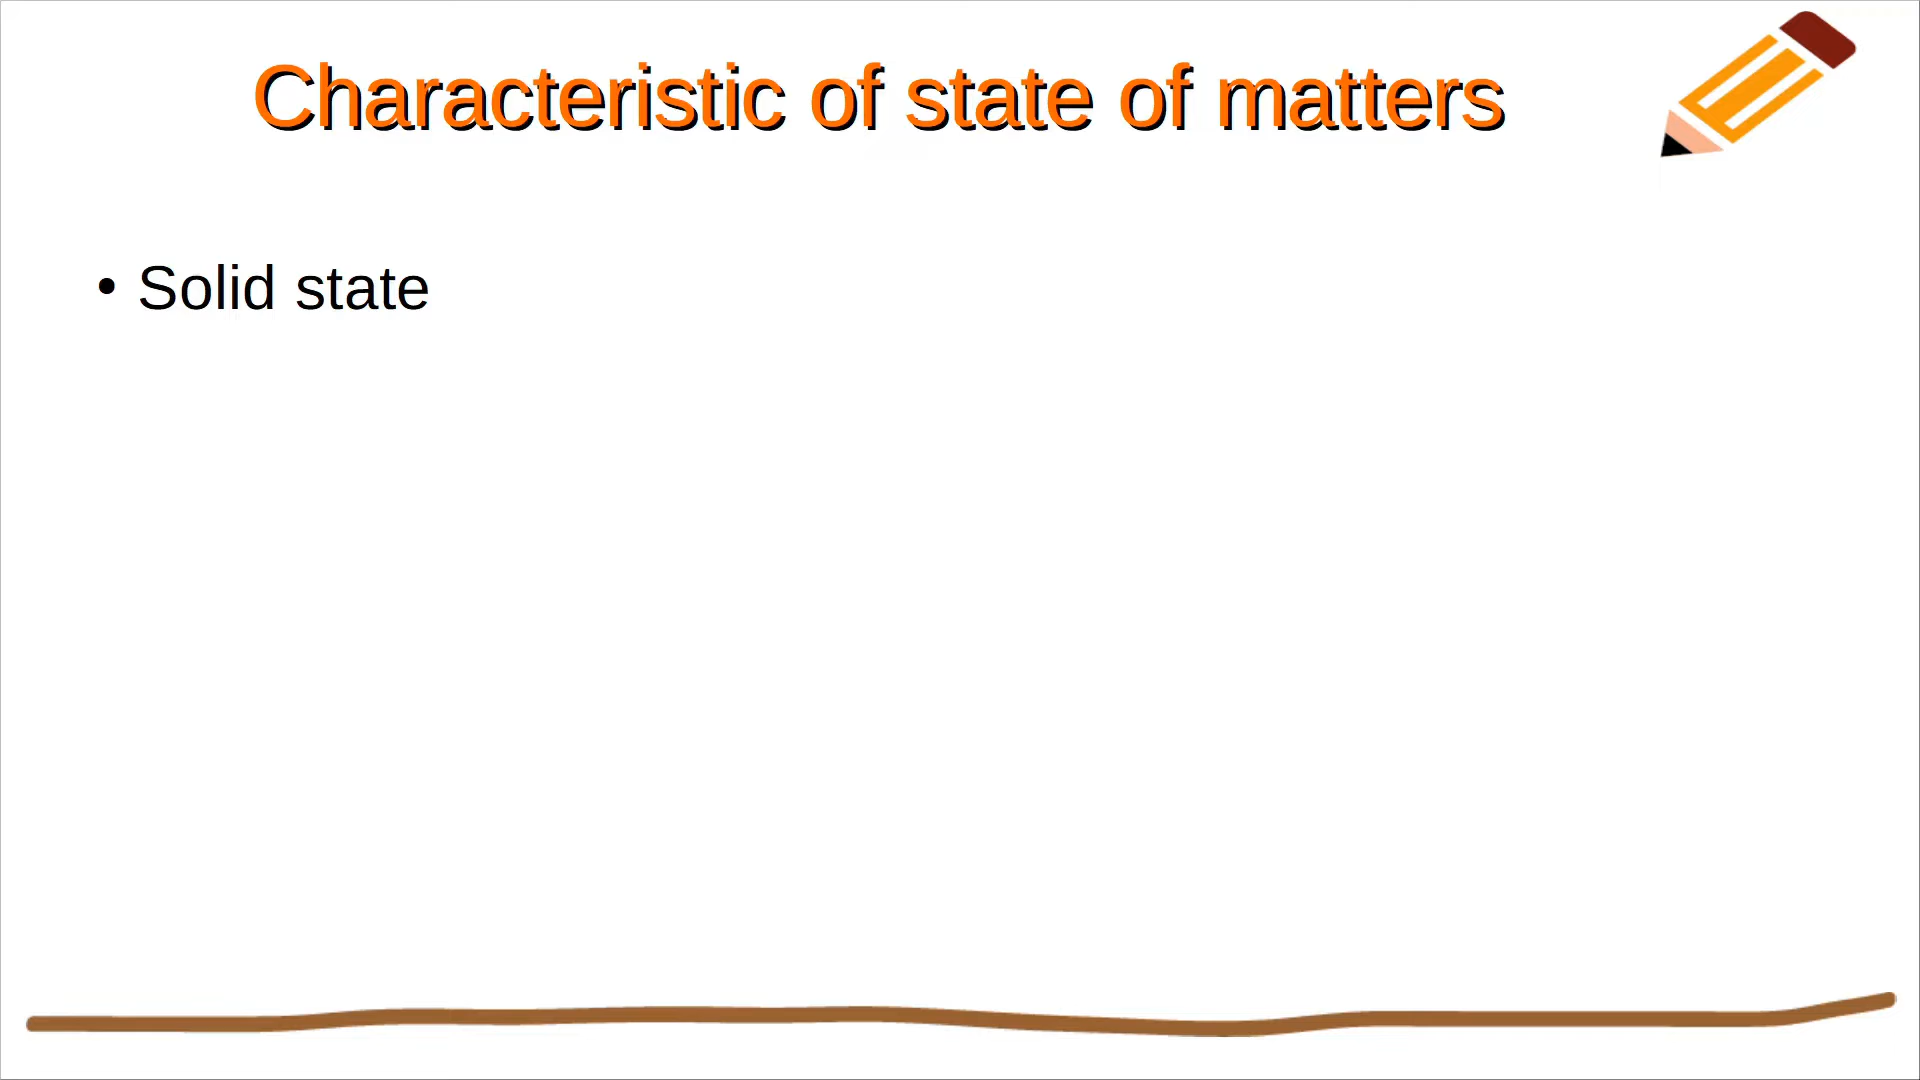 Characteristic of state of matters
• Solid state